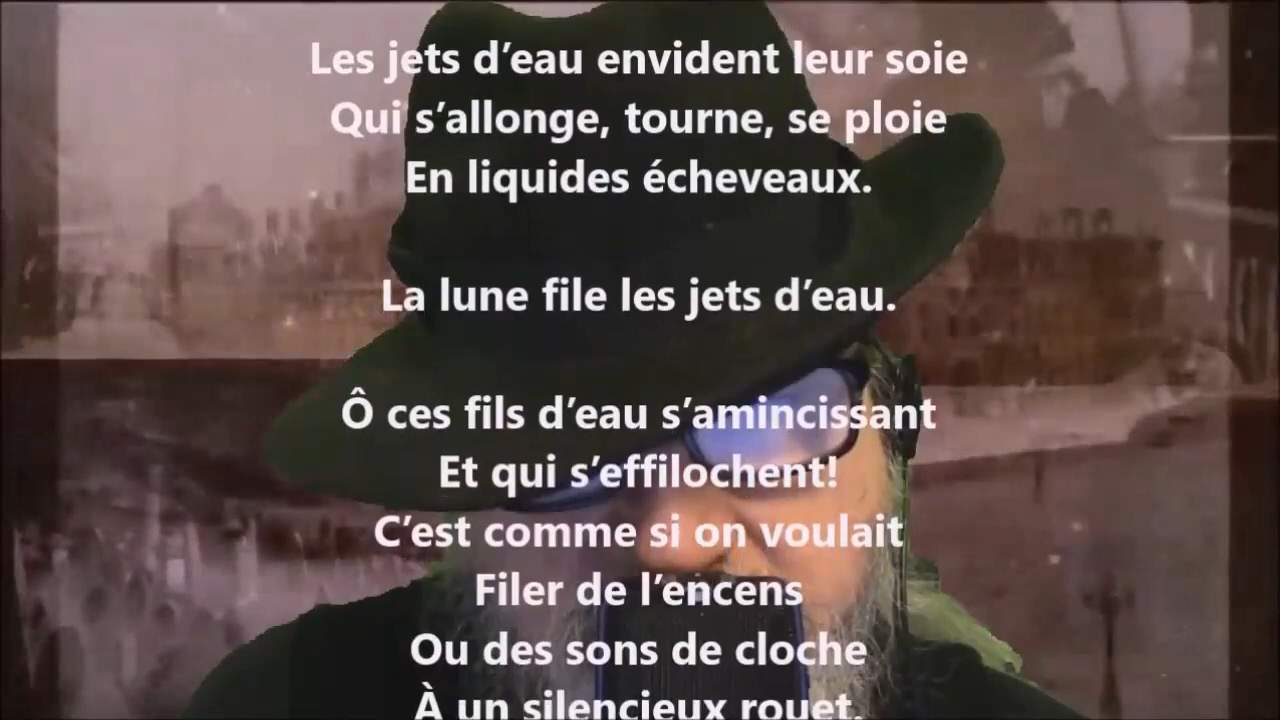 Les jets d’eau envident leur soie
Qui s’allonge, tourne, se ploie
En liquides écheveaux.
La lune file les jets d’eau.
Ô ces fils d’eau s’amincissant
Et qui s’effilochent!
C’est comme si on voulait
Filer de l’encens
Ou des sons de cloche
À un silencieux rouet.